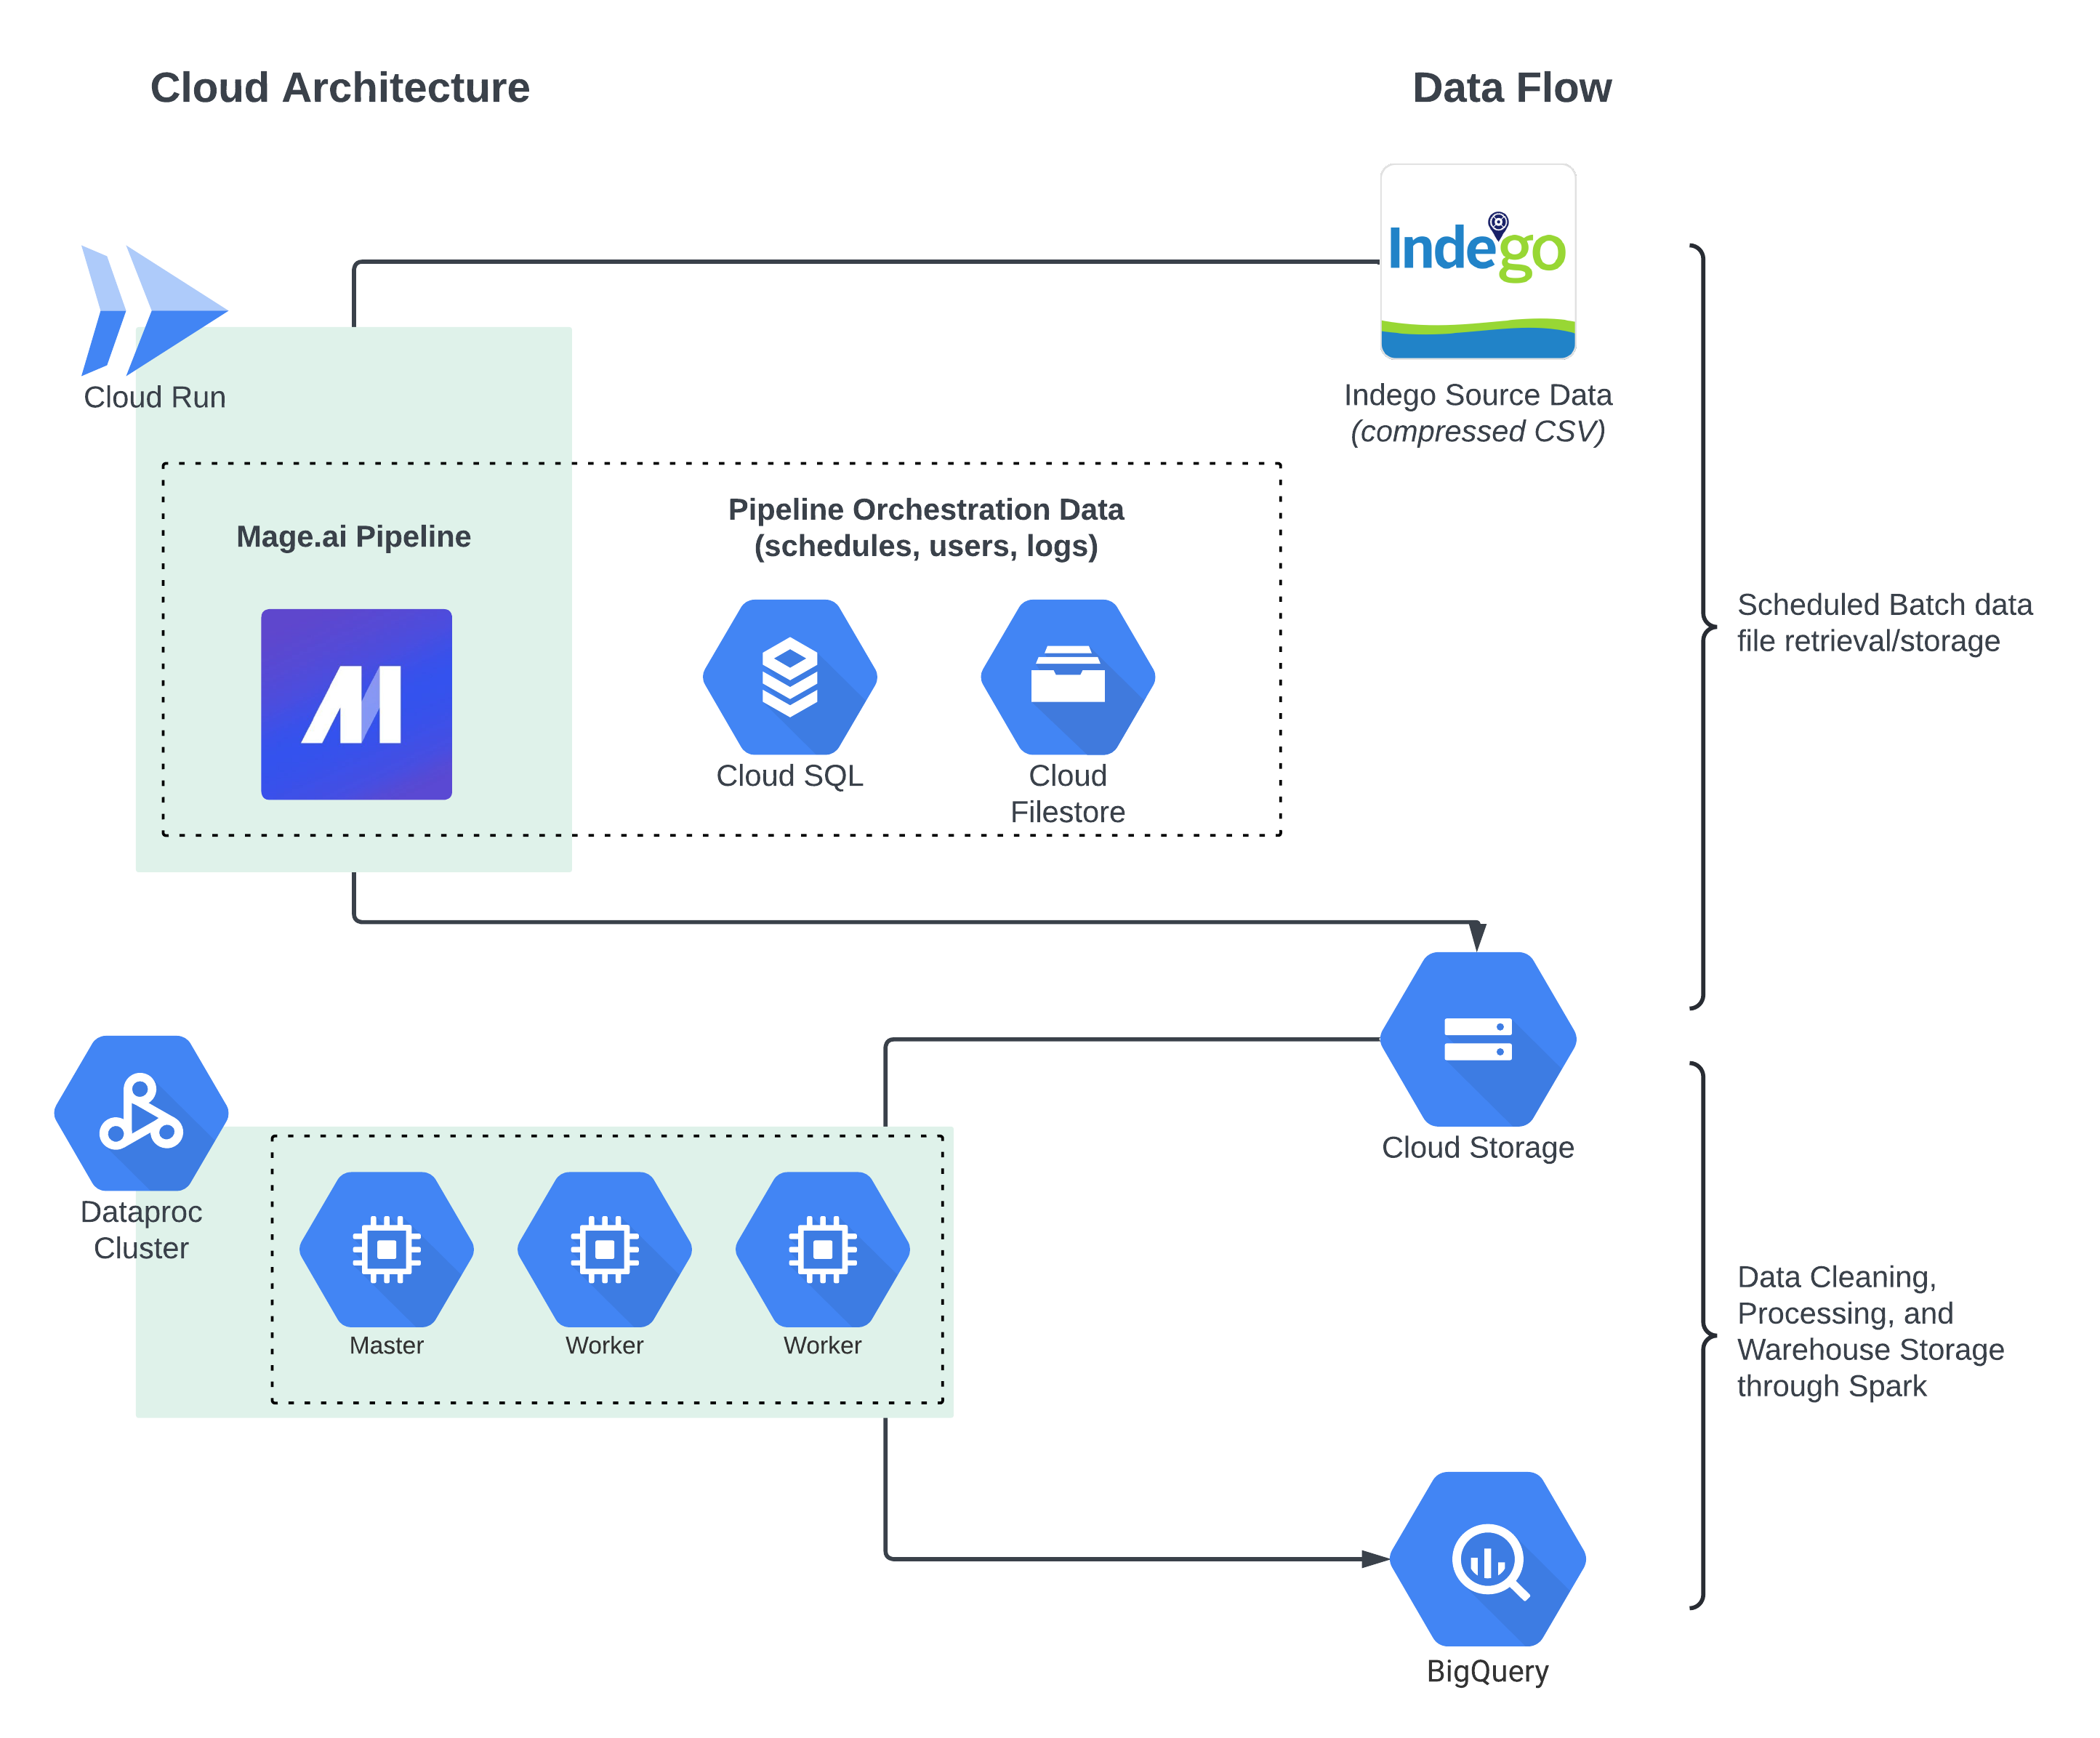 Cloud Architecture
Data Flow
Indego
Cloud Run
Indego Source Data
(compressed CSV)
Mage.ai Pipeline
Pipeline Orchestration Data
(schedules, users, logs)
Cloud SQL
Cloud
Filestore
Scheduled Batch data
file retrieval/storage
Cloud Storage
Dataproc
Cluster
Master
Worker
Worker
Data Cleaning,
Processing, and
Warehouse Storage
through Spark
BigQuery